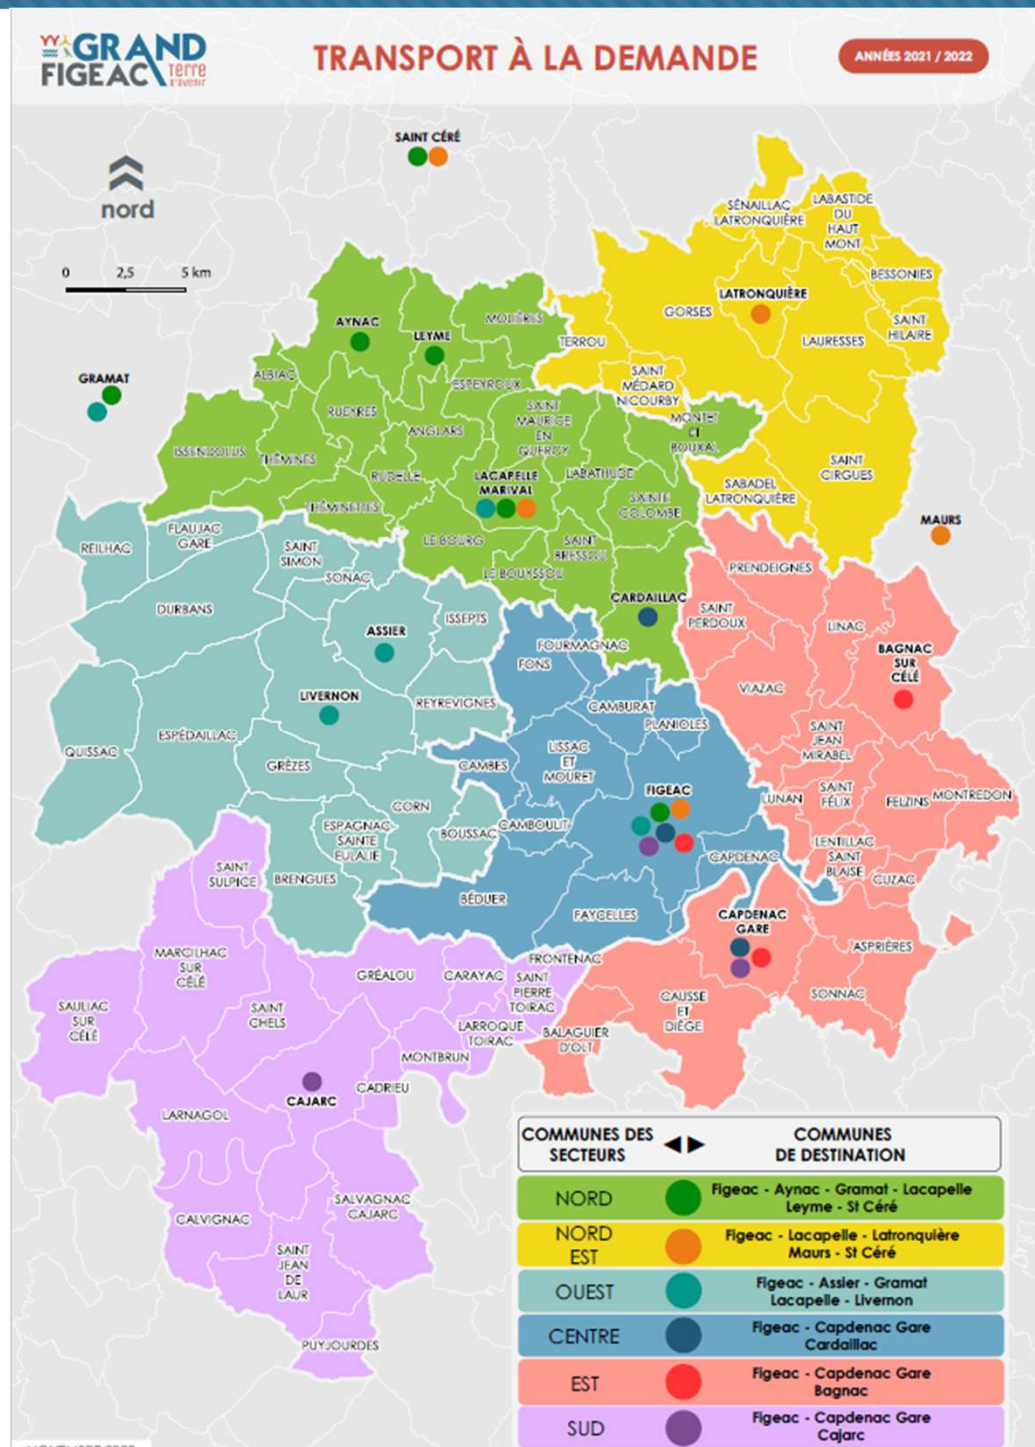 GRAND
FIGEAC Terre
d'avenir
TRANSPORT À LA DEMANDE
ANNÉES 2021 / 2022
SAINT CÉRÉ
nord
0 2,5 5 km
SÉNAILLAC
LATRONQUIÈRE
LABASTIDE
DU
HAUT
MONT
BESSONIES
LATRONQUIÈRE
GORSES
SAINT
HILAIRE
LAURESSES
TERROU
SAINT
MÉDARD
NICOURBY
MOLIÈRES
AYNAC
LEYME
GRAMAT
ALBIAC
ESPEYROUX
RUEYRES
SAINT
MAURICE
EN
QUERCY
MONTET
ET
BOUXAL
ANGLARS
ISSENDOLUS
THÉMINES
RUDELLE
LACAPELLE
MARIVAL
LABATHUDE
SAINT
CIRGUES
SABADEL
LATRONQUIÈRE
THÉMINETTES
SAINTE
COLOMBE
MAURS
LE BOURG
SAINT
BRESSOU
LE BOUYSSOU
REILHAC
FLAUJAC
GARE
SAINT
SIMON
SONAC
PRENDEIGNES
DURBANS
ISSEPTS
ASSIER
CARDAILLAC
SAINT
PERDOUX
LINAC
BAGNAC
SUR
CÉLÉ
FOURMAGNAC
FONS
LIVERNON
REYREVIGNES
CAMBURAT
PLANIOLES
VIAZAC
SAINT
JEAN
MIRABEL
QUISSAC
ESPÉDAILLAC
GRÈZES
CAMBES
LISSAC
ET
MOURET
FIGEAC
LUNAN
SAINT
FÉLIX
FELZINS
MONTREDON
CORN
ESPAGNAC
SAINTE
EULALIE
BOUSSAC
CAMBOULIT
CAPDENAC
LENTILLAC
SAINT
BLAISE
CUZAC
SAINT
SULPICE
BRENGUES
BÉDUER
FAYCELLES
CAPDENAC
GARE
ASPRIÈRES
MARCILHAC
SUR
CÉLÉ
GRÉALOU
CARAYAC
FRONTENAC
SAINT
PIERRE
TOIRAC
CAUSSE
ET
DIÈGE
SONNAC
SAULIAC
SUR
CÉLÉ
SAINT
CHELS
LARROQUE
TOIRAC
BALAGUIER
D'OLT
MONTBRUN
CAJARC
CADRIEU
LARNAGOL
SALVAGNAC
CAJARC
CALVIGNAC
SAINT
JEAN
DE
LAUR
PUYJOURDES
COMMUNES DES
SECTEURS
COMMUNES
DE DESTINATION
NORD
Figeac - Aynac - Gramat - Lacapelle
Leyme - St Céré
NORD
EST
Figeac - Lacapelle - Latronquière
Maurs - St Céré
OUEST
Figeac - Assier - Gramat
Lacapelle - Livernon
CENTRE
Figeac - Capdenac Gare
Cardaillac
EST
Figeac - Capdenac Gare
Bagnac
SUD
Figeac - Capdenac Gare
Cajarc